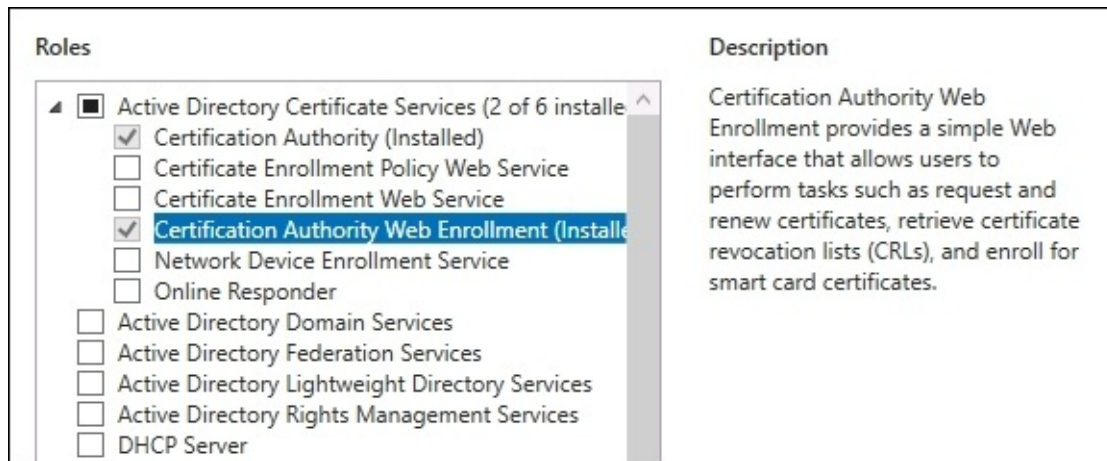 Roles
Active Directory Certificate Services (2 of 6 installe
Certification Authority (Installed)
Certificate Enrollment Policy Web Service
Certificate Enrollment Web Service
Certification Authority Web Enrollment (Installe
Network Device Enrollment Service
Online Responder
Active Directory Domain Services
Active Directory Federation Services
Active Directory Lightweight Directory Services
Active Directory Rights Management Services
DHCP Server
Description
Certification Authority Web
Enrollment provides a simple Web
interface that allows users to
perform tasks such as request and
renew certificates, retrieve certificate
revocation lists (CRLs), and enroll for
smart card certificates.